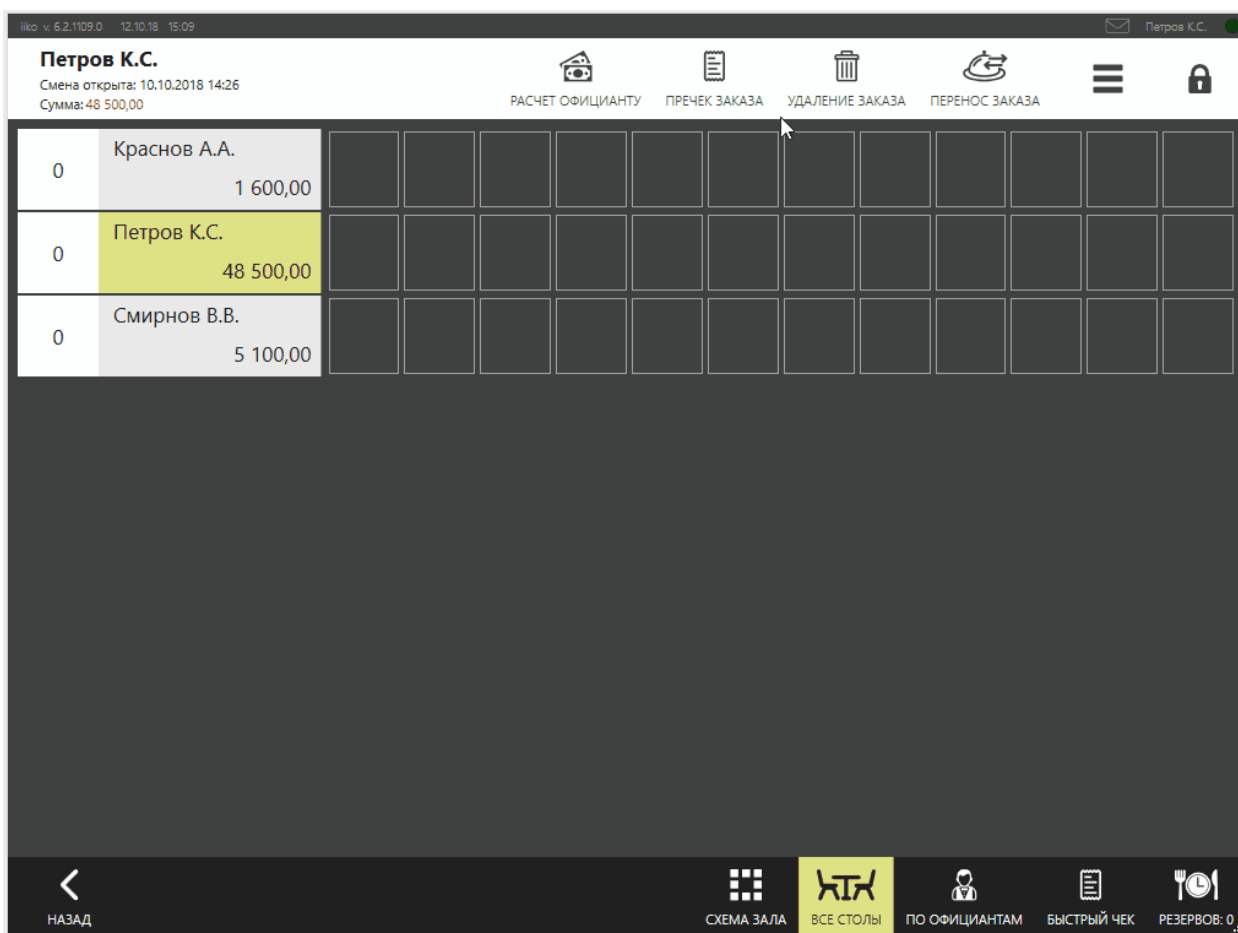 iiko v. 6.2.1109.0 12.10.18 15:09 Петров К.С.
Петров К.С.
Смена открыта: 10.10.2018 14:26
Сумма: 48 500,00
РАСЧЕТ ОФИЦИАНТУ ПРЕЧЕК ЗАКАЗА УДАЛЕНИЕ ЗАКАЗА ПЕРЕНОС ЗАКАЗА
Краснов А.А.
0
1 600,00
Петров К.С.
0
48 500,00
Смирнов В.В.
0
5 100,00
НАЗАД СХЕМА ЗАЛА ВСЕ СТОЛЫ ПО ОФИЦИАНТАМ БЫСТРЫЙ ЧЕК РЕЗЕРВОВ: 0